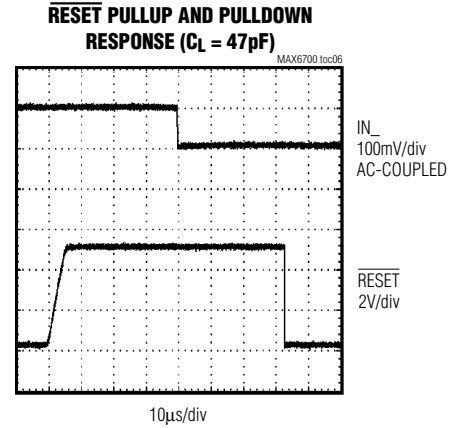 RESET PULLUP AND PULLDOWN
RESPONSE (CL = 47pF)
MAX6700 toc06
IN_
100mV/div
AC-COUPLED
RESET
2V/div
10μs/div